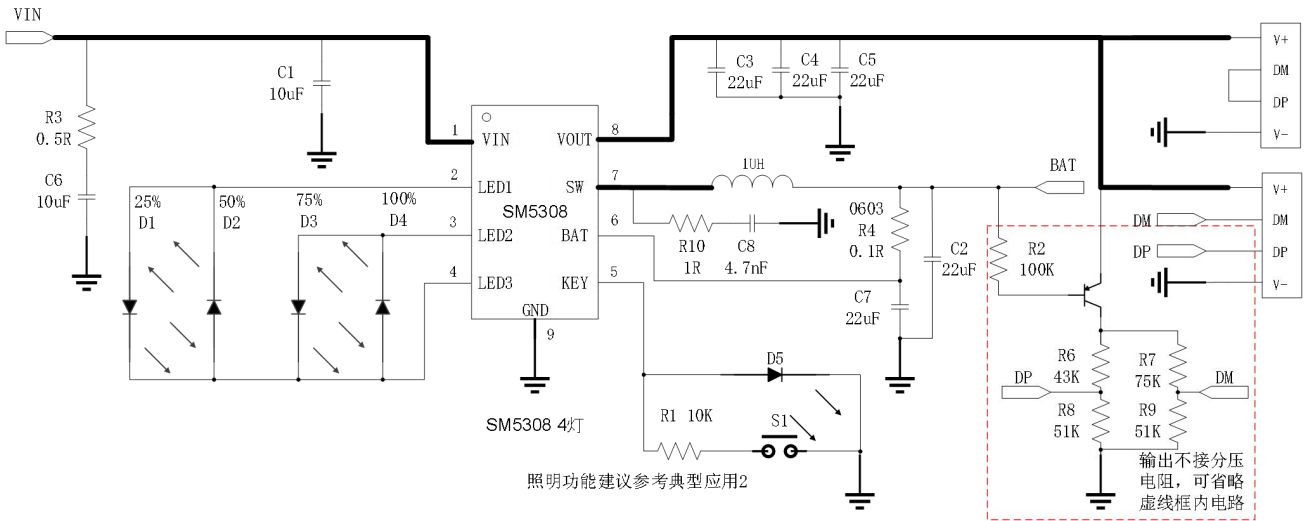 VIN
R3
0.5R
C6
10uF
C1
10uF
1
2
3
4
VIN
LED1
LED2
LED3
GND
9
SM5308
VOUT
SW
BAT
KEY
8
7
6
5
C3
22uF
C4
22uF
C5
22uF
1UH
R10
1R
C8
4.7nF
0603
R4
0.1R
C7
22uF
C2
22uF
BAT
V+
DM
DP
V-
V+
DM
DP
V-
DM
DP
R2
100K
R6
43K
R7
75K
DP
DM
R8
51K
R9
51K
25%
D1
50%
D2
75%
D3
100%
D4
D5
R1 10K
S1
SM5308 4灯
照明功能建议参考典型应用2
输出不接分压
电阻，可省略
虚线框内电路